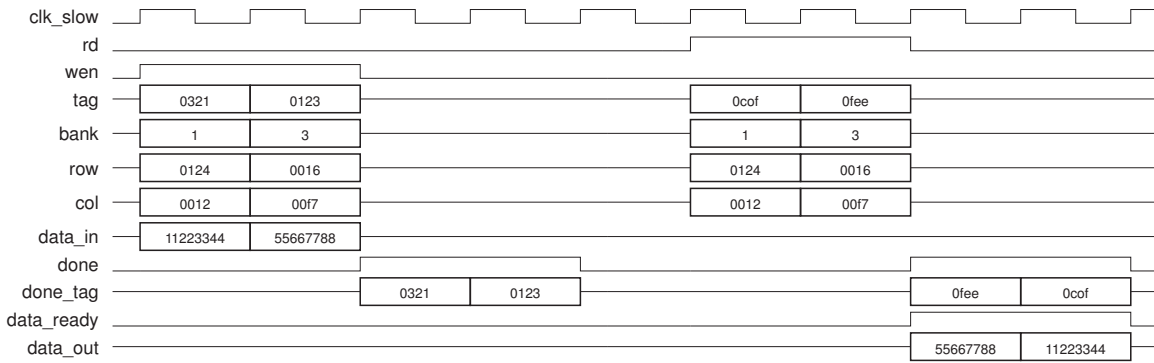 clk_slow
rd
wen
tag 0321 0123 0cof 0fee
bank 1 3 1 3
row 0124 0016 0124 0016
col 0012 00f7 0012 00f7
data_in 11223344 55667788
done
done_tag 0321 0123 0fee 0cof
data_ready
data_out 55667788 11223344